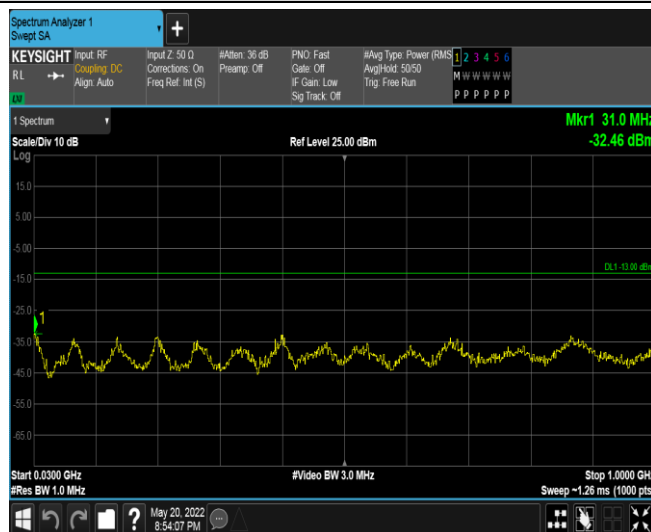 Spectrum Analyzer 1
Swept SA
+
KEYSIGHT
RL
Input: RF
Coupling: DC
Align: Auto
Input Z: 50 Ω
Corrections: On
Freq Ref: Int (S)
#Atten: 36 dB
Preamp: Off
PNO: Fast
Gate: Off
IF Gain: Low
Sig Track: Off
#Avg Type: Power (RMS
Avg|Hold: 50/50
Trig: Free Run
1 2 3 4 5 6
M W W W W W
P P P P P P
1 Spectrum
Mkr1 31.0 MHz
Scale/Div 10 dB
Ref Level 25.00 dBm
-32.46 dBm
Log
15.0
5.00
-5.00
DL1 -13.00 dBm
-15.0
-25.0
1
-35.0
-45.0
-55.0
-65.0
Start 0.0300 GHz
#Video BW 3.0 MHz
Stop 1.0000 GHz
#Res BW 1.0 MHz
Sweep ~1.26 ms (1000 pts)
?
May 20, 2022
8:54:07 PM